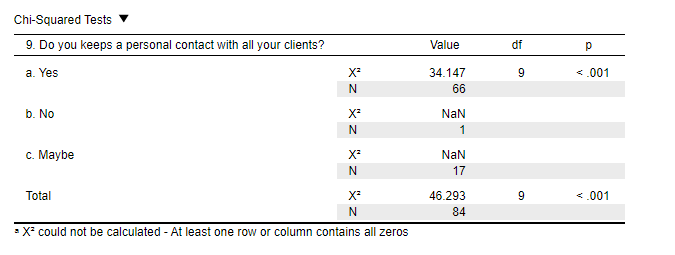 Chi-Squared Tests ▼
9. Do you keeps a personal contact with all your clients? Value df p
a. Yes X² 34.147 9 < .001
N 66
b. No X² NaN
N 1
c. Maybe X² NaN
N 17
Total X² 46.293 9 < .001
N 84
ᵃ X² could not be calculated - At least one row or column contains all zeros